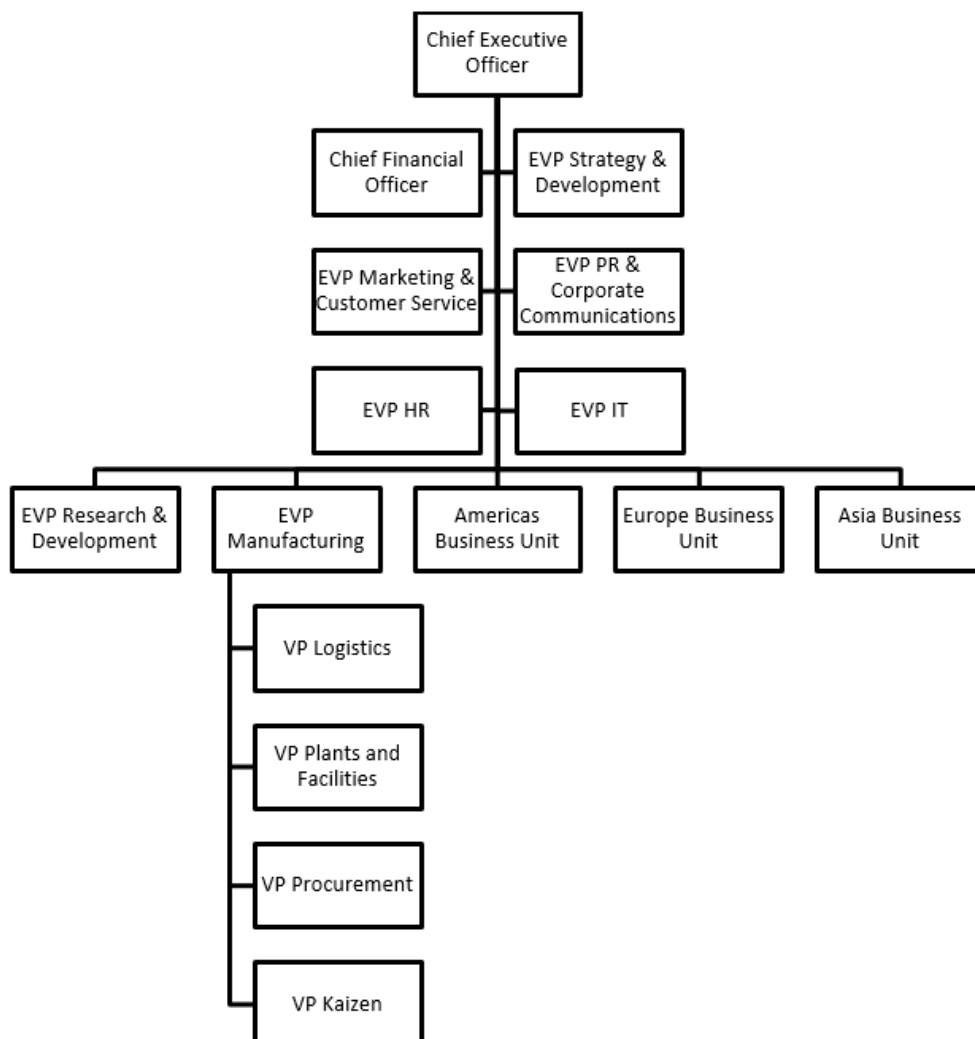 Chief Executive
Officer
Chief Financial
Officer
EVP Strategy &
Development
EVP Marketing &
Customer Service
EVP PR &
Corporate
Communications
EVP HR
EVP IT
EVP Research &
Development
EVP
Manufacturing
Americas
Business Unit
Europe Business
Unit
Asia Business
Unit
VP Logistics
VP Plants and
Facilities
VP Procurement
VP Kaizen